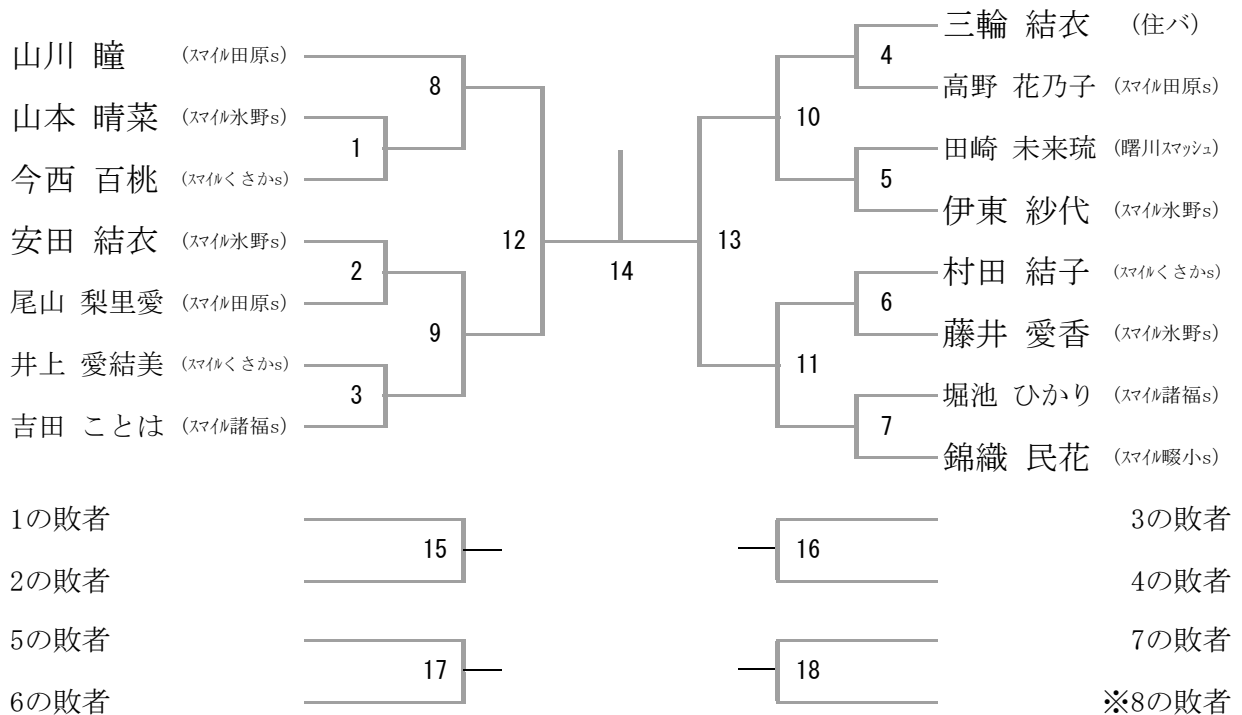 山川 瞳 (ｽﾏｲﾙ田原s)
山本 晴菜 (ｽﾏｲﾙ氷野s)
今西 百桃 (ｽﾏｲﾙくさかs)
安田 結衣 (ｽﾏｲﾙ氷野s)
尾山 梨里愛 (ｽﾏｲﾙ田原s)
井上 愛結美 (ｽﾏｲﾙくさかs)
吉田 ことは (ｽﾏｲﾙ諸福s)
8
1
2
9
3
12
14
13
10
4
5
6
11
7
三輪 結衣 (住バ)
高野 花乃子 (ｽﾏｲﾙ田原s)
田崎 未来琉 (曙川ｽﾏｯｼｭ)
伊東 紗代 (ｽﾏｲﾙ氷野s)
村田 結子 (ｽﾏｲﾙくさかs)
藤井 愛香 (ｽﾏｲﾙ氷野s)
堀池 ひかり (ｽﾏｲﾙ諸福s)
錦織 民花 (ｽﾏｲﾙ畷小s)
1の敗者
15
2の敗者
3の敗者
16
4の敗者
5の敗者
17
6の敗者
7の敗者
18
※8の敗者